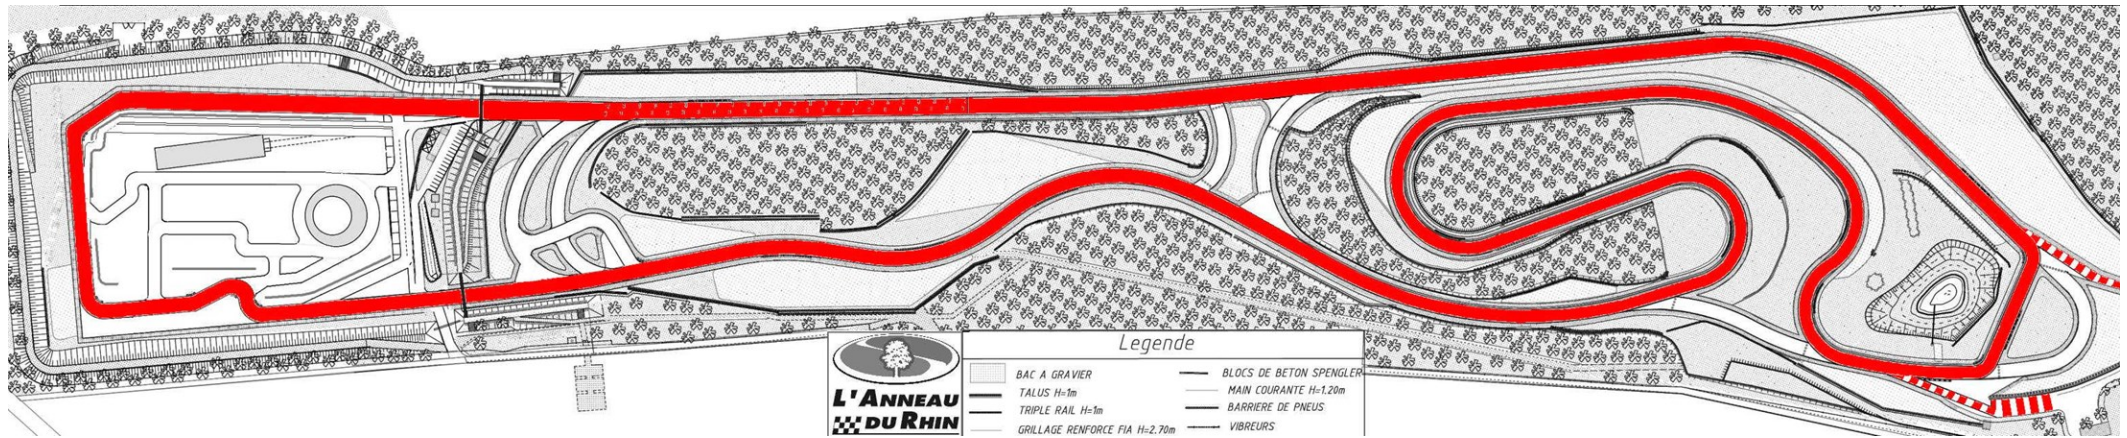 Legende
BAC A GRAVIER
TALUS H=1m
TRIPLE RAIL H=1m
GRILLAGE RENFORCE FIA H=2.70m
BLOCS DE BETON SPENGLER
MAIN COURANTE H=1.20m
BARRIERE DE PNEUS
VIBREURS
L'ANNEAU
DU RHIN